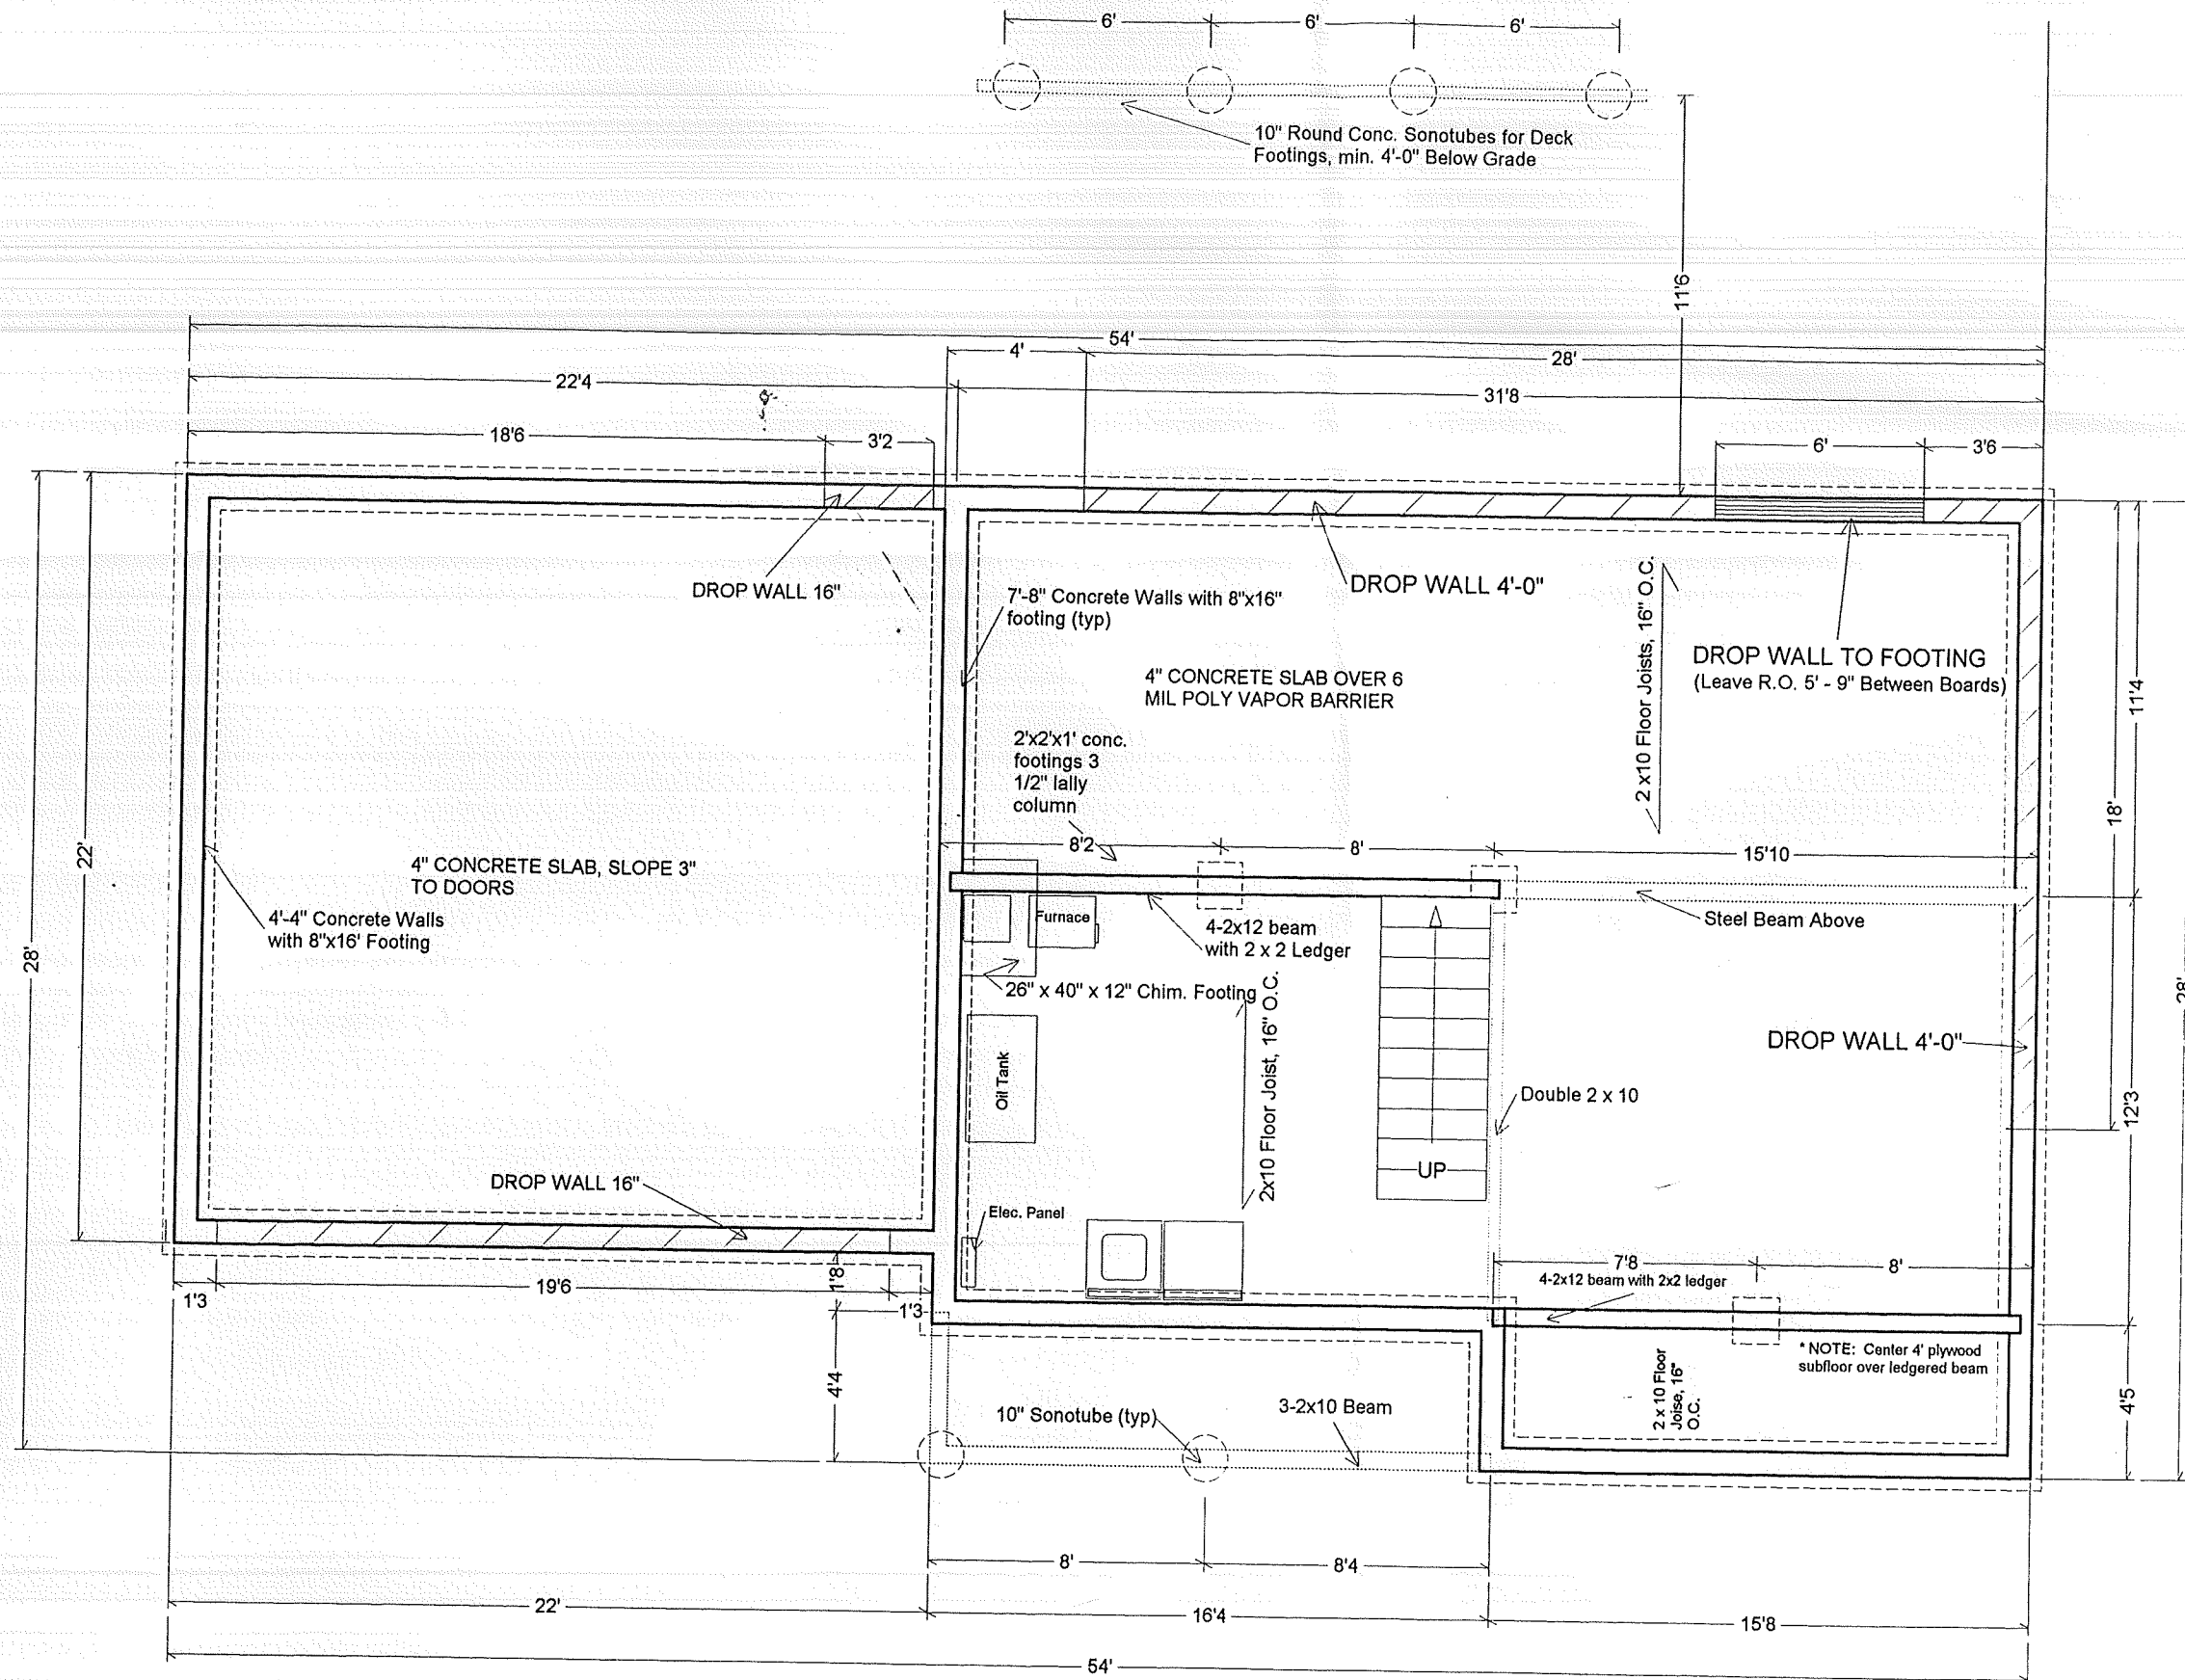 6'
6'
6'
10" Round Conc. Sonotubes for Deck
Footings, min. 4'-0" Below Grade
11'6
54'
4'
28'
22'4
31'8
18'6
3'2
6'
3'6
DROP WALL 16"
7'-8" Concrete Walls with 8"x16"
footing (typ)
DROP WALL 4'-0"
2 x10 Floor Joists, 16" O.C.
DROP WALL TO FOOTING
(Leave R.O. 5' - 9" Between Boards)
4" CONCRETE SLAB OVER 6
MIL POLY VAPOR BARRIER
11'4
18'
2'x2'x1' conc.
footings 3
1/2" lally
column
8'2
8'
15'10
22'
28'
4" CONCRETE SLAB, SLOPE 3"
TO DOORS
4'-4" Concrete Walls
with 8"x16' Footing
Furnace
4-2x12 beam
with 2 x 2 Ledger
Steel Beam Above
26" x 40" x 12" Chim. Footing
2x10 Floor Joist, 16" O.C.
28'
Oil Tank
DROP WALL 4'-0"
Double 2 x 10
12'3
UP
DROP WALL 16"
Elec. Panel
1'3
19'6
1'8
1'3
7'8
8'
4-2x12 beam with 2x2 ledger
* NOTE: Center 4' plywood
subfloor over ledgered beam
2 x 10 Floor
Joise, 16"
O.C.
4'4
4'5
10" Sonotube (typ)
3-2x10 Beam
8'
8'4
22'
16'4
15'8
54'